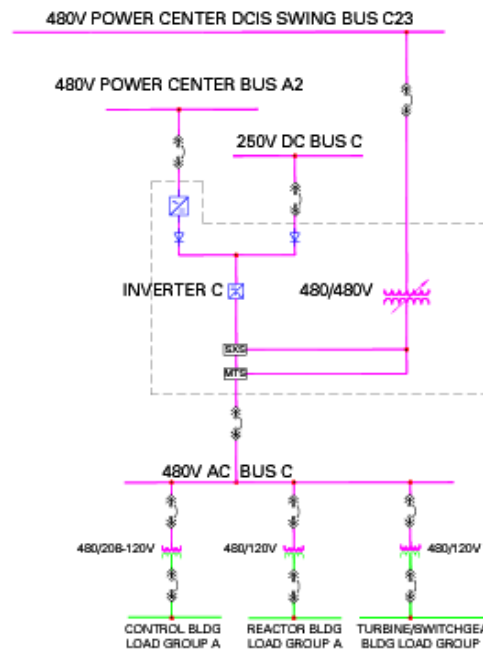 480V POWER CENTER DCIS SWING BUS C23
480V POWER CENTER BUS A2
250V DC BUS C
INVERTER C
480/480V
SXS
MTS
480V AC BUS C
480/208-120V
480/120V
480/120V
CONTROL BLDG
LOAD GROUP A
REACTOR BLDG
LOAD GROUP A
TURBINE/SWITCHGEA
BLDG LOAD GROUP